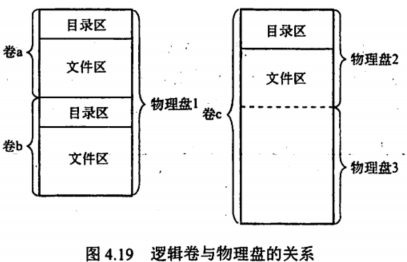 目录区
卷a
文件区
目录区
物理盘1
卷b
文件区
目录区
物理盘2
文件区
卷c
物理盘3
图 4.19 逻辑卷与物理盘的关系